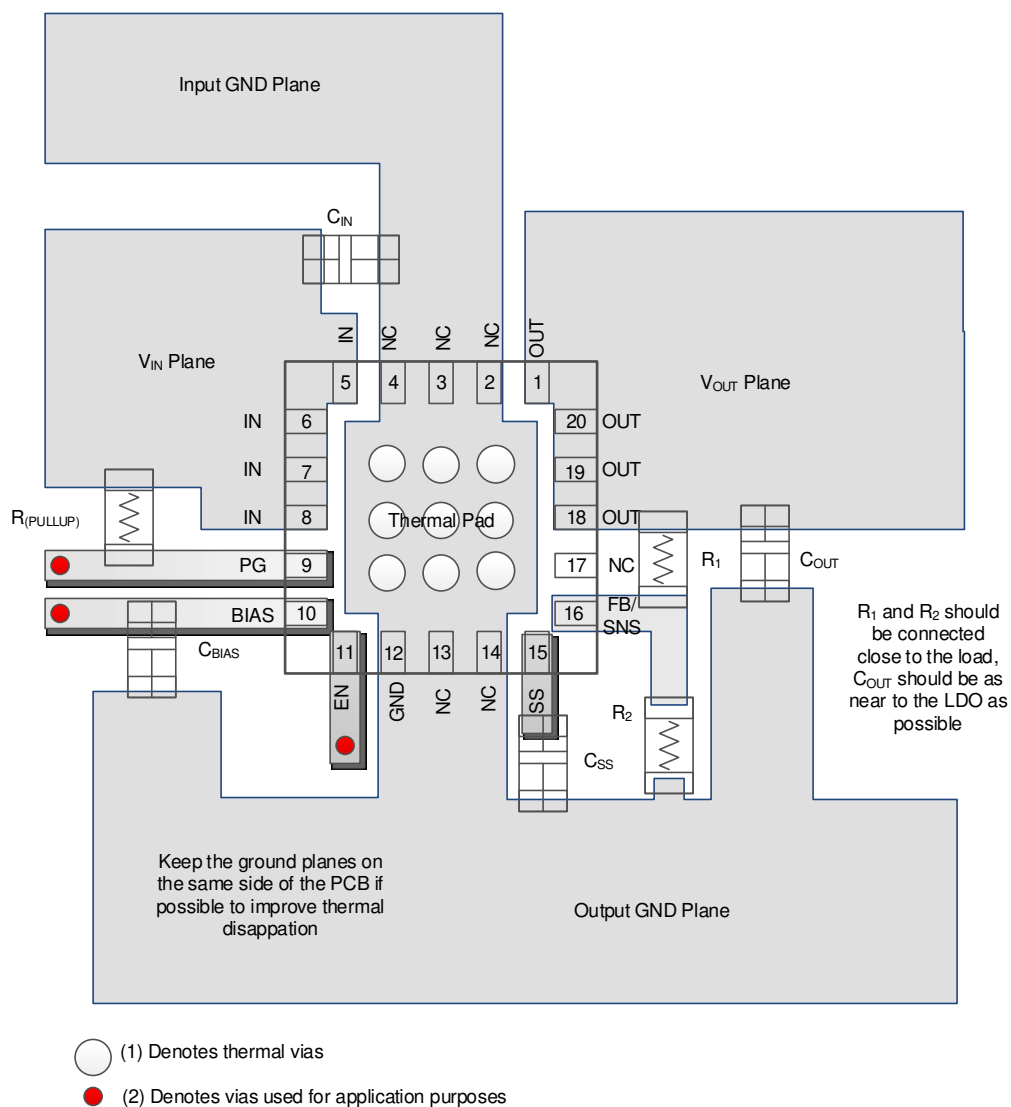 Input GND Plane
CIN
VIN Plane
VOUT Plane
IN
NC
NC
NC
OUT
5
4
3
2
1
IN
6
20
OUT
IN
7
19
OUT
IN
8
18
OUT
Thermal Pad
R(PULLUP)
PG
9
17
NC
R1
COUT
BIAS
10
16
FB/
SNS
CBIAS
11
12
13
14
15
EN
GND
NC
NC
SS
R2
CSS
R1 and R2 should
be connected
close to the load,
COUT should be as
near to the LDO as
possible
Keep the ground planes on
the same side of the PCB if
possible to improve thermal
disappation
Output GND Plane
(1) Denotes thermal vias
(2) Denotes vias used for application purposes